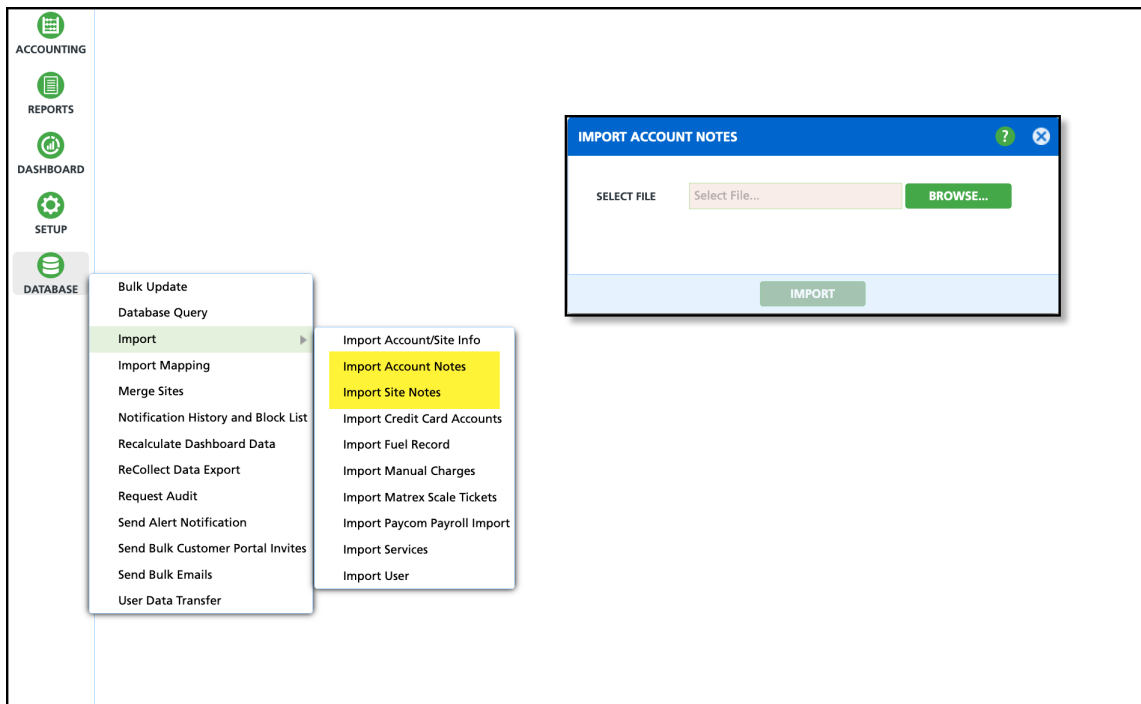 ACCOUNTING
REPORTS
DASHBOARD
SETUP
DATABASE
Bulk Update
Database Query
Import
Import Mapping
Merge Sites
Notification History and Block List
Recalculate Dashboard Data
ReCollect Data Export
Request Audit
Send Alert Notification
Send Bulk Customer Portal Invites
Send Bulk Emails
User Data Transfer
Import Account/Site Info
Import Account Notes
Import Site Notes
Import Credit Card Accounts
Import Fuel Record
Import Manual Charges
Import Matrex Scale Tickets
Import Paycom Payroll Import
Import Services
Import User
IMPORT ACCOUNT NOTES ?
SELECT FILE Select File... BROWSE...
IMPORT